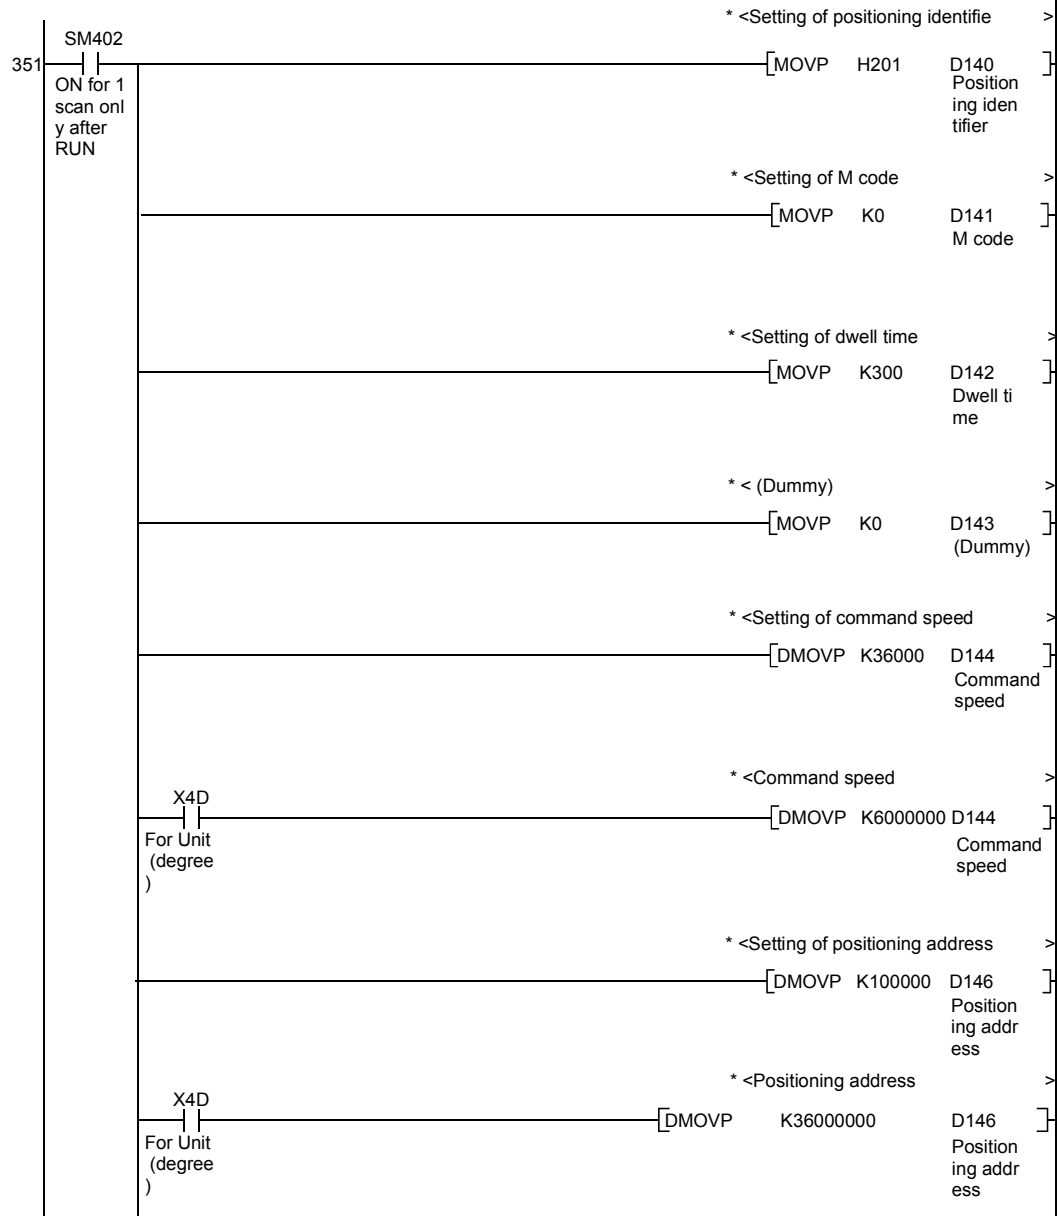 * <Setting of positioning identifie >
SM402
351
MOVP H201 D140
ON for 1
scan onl
y after
RUN
Position
ing iden
tifier
* <Setting of M code >
MOVP K0 D141
M code
* <Setting of dwell time >
MOVP K300 D142
Dwell ti
me
* < (Dummy) >
MOVP K0 D143
(Dummy)
* <Setting of command speed >
DMOVP K36000 D144
Command
speed
* <Command speed >
X4D
DMOVP K6000000 D144
For Unit
(degree
)
Command
speed
* <Setting of positioning address >
DMOVP K100000 D146
Position
ing addr
ess
* <Positioning address >
X4D
DMOVP K36000000 D146
For Unit
(degree
)
Position
ing addr
ess